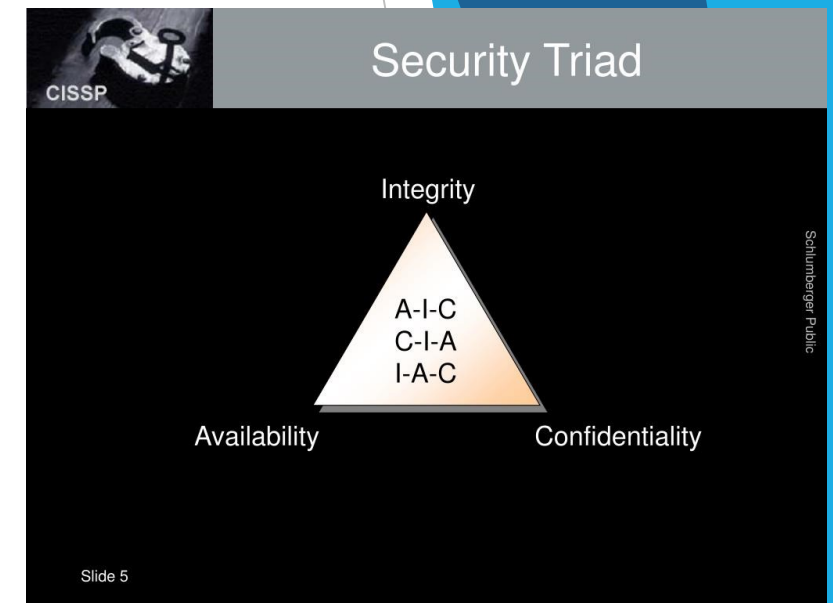 CISSP
Security Triad
Integrity
A-I-C
C-I-A
I-A-C
Availability
Confidentiality
Schlumberger Public
Slide 5